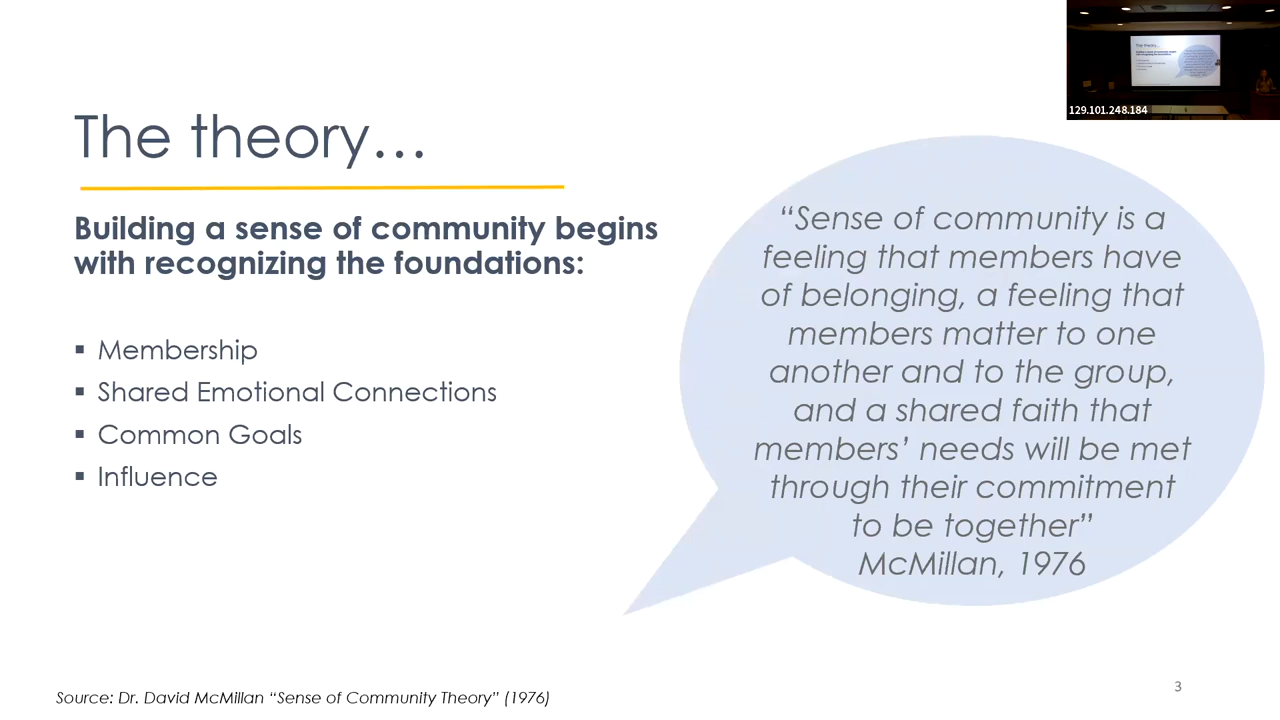 129.101.248.184
The theory…
Building a sense of community begins
with recognizing the foundations:
▪ Membership
▪ Shared Emotional Connections
▪ Common Goals
▪ Influence
“Sense of community is a
feeling that members have
of belonging, a feeling that
members matter to one
another and to the group,
and a shared faith that
members’ needs will be met
through their commitment
to be together”
McMillan, 1976
Source: Dr. David McMillan “Sense of Community Theory” (1976)
3